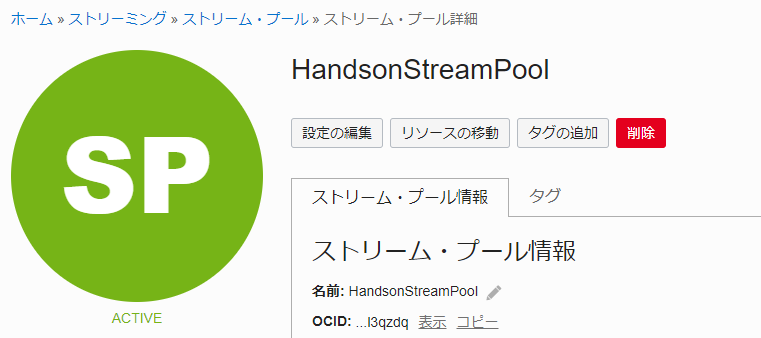 ホーム » ストリーミング » ストリーム・プール » ストリーム・プール詳細
SP
ACTIVE
HandsonStreamPool
設定の編集 リソースの移動 タグの追加 削除
ストリーム・プール情報 タグ
ストリーム・プール情報
名前: HandsonStreamPool
OCID: ...l3qzdq 表示 コピー